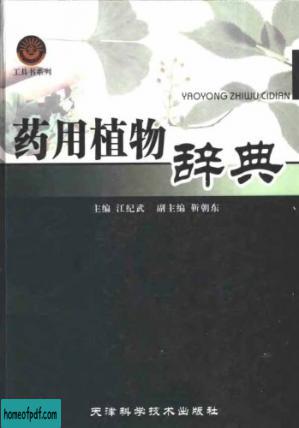 工具书系列
YAOYONG ZHIWU CIDIAN
药用植物
辞典
主编 江纪武 副主编 靳朝东
天津科学技术出版社
homeofpdf.com